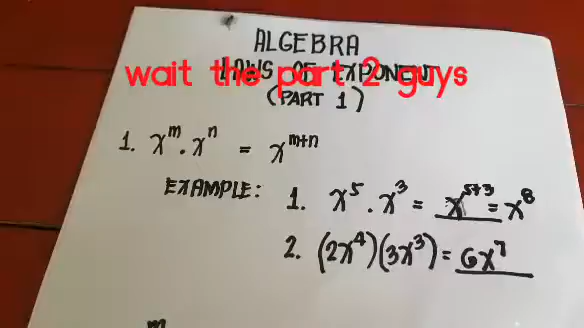 ALGEBRA
LAWS OF EXPONENT
wait the part 2 guys
(PART 1)
1. x^m . x^n = x^m+n
EXAMPLE: 1. x^5 . x^3 = x^5+3 = x^8
2. (2x^4)(3x^3) = 6x^7
m